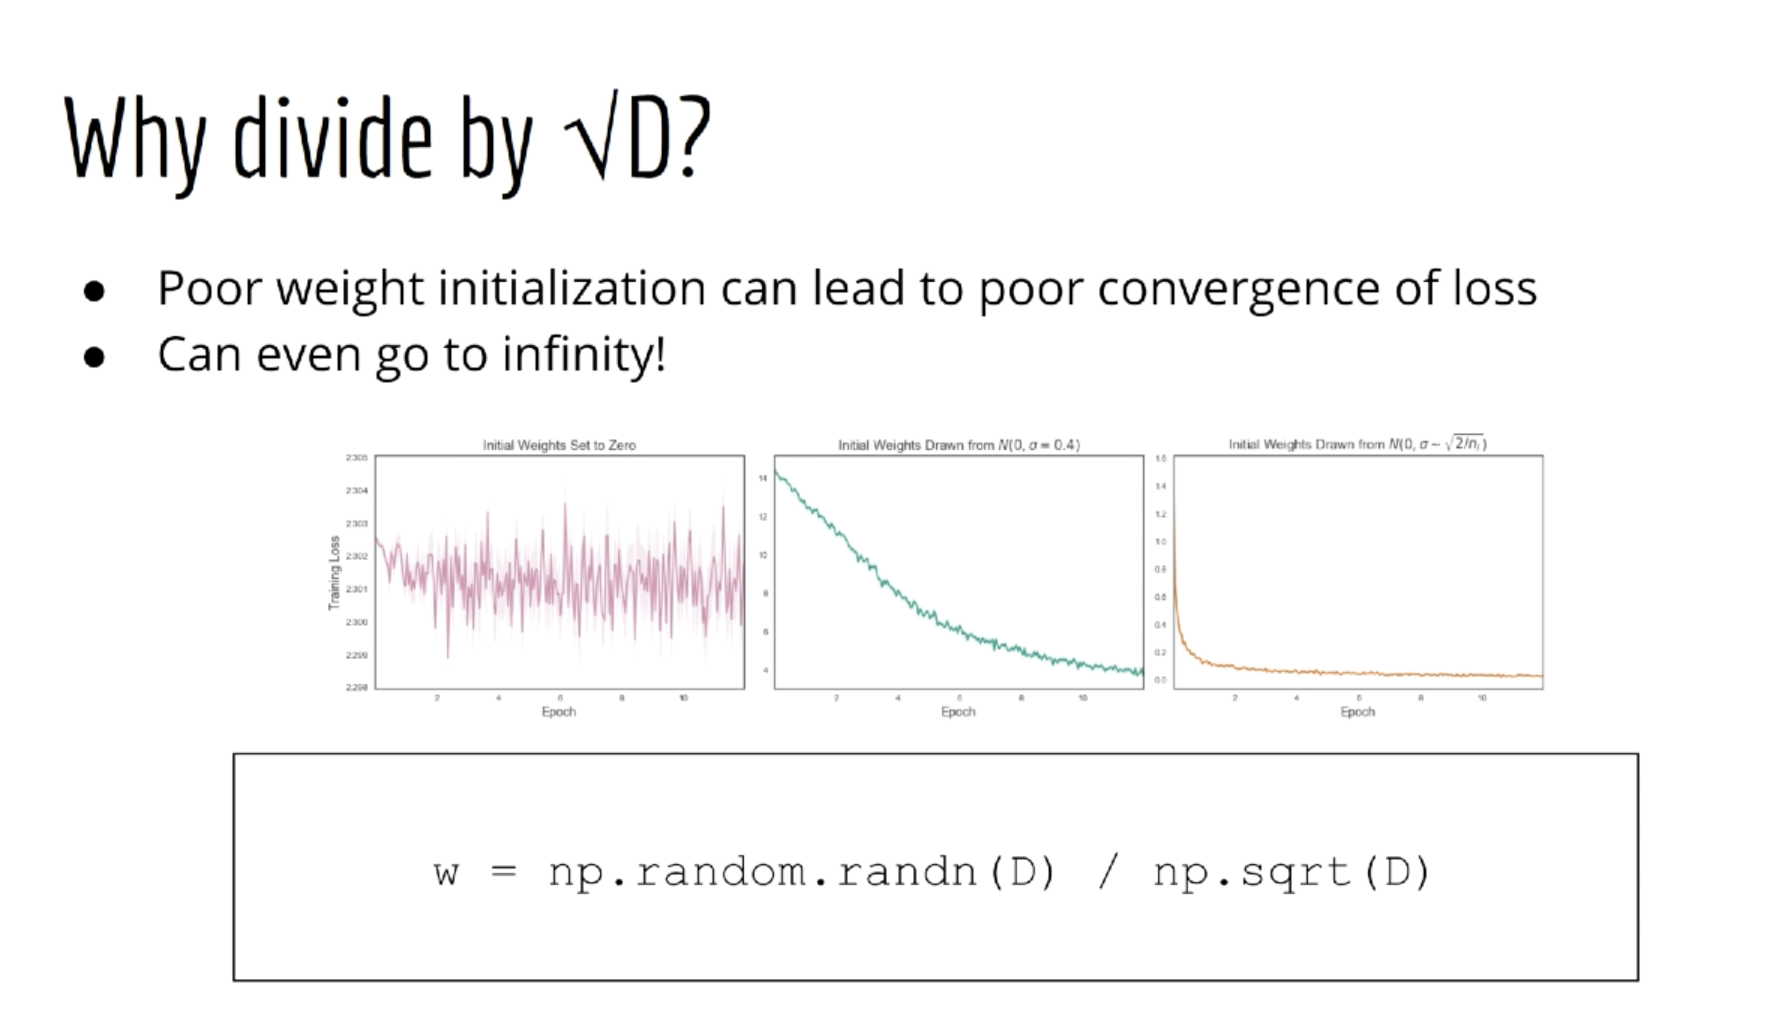 Why divide by √D?
● Poor weight initialization can lead to poor convergence of loss
● Can even go to infinity!
Initial Weights Set to Zero
Training Loss
2.305
2.304
2.303
2.302
2.301
2.300
2.299
2.298
2 4 6 8 10
Epoch
Initial Weights Drawn from N(0, σ = 0.4)
14
12
10
8
6
4
2 4 6 8 10
Epoch
Initial Weights Drawn from N(0, σ ~ √2/nᵢ)
1.6
1.4
1.2
1.0
0.8
0.6
0.4
0.2
0.0
2 4 6 8 10
Epoch
w = np.random.randn(D) / np.sqrt(D)